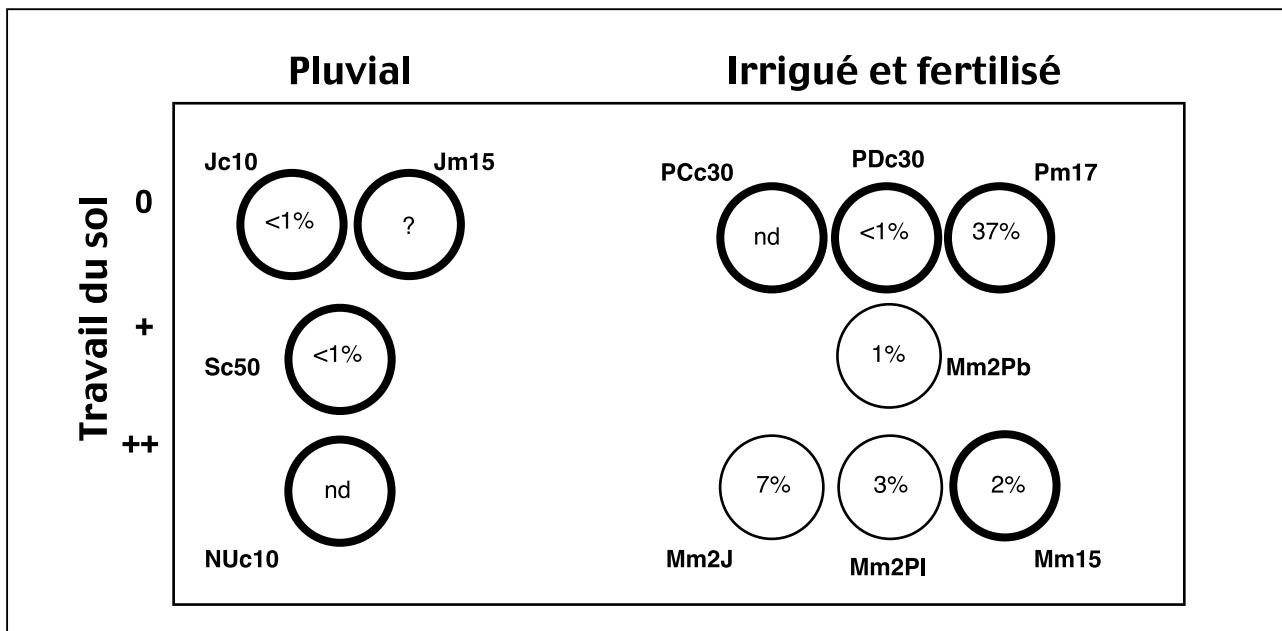 Pluvial
Irrigué et fertilisé
Travail du sol
0
Jc10
Jm15
<1%
?
PCc30
PDc30
Pm17
nd
<1%
37%
+
Sc50
<1%
1%
Mm2Pb
++
nd
NUc10
7%
3%
2%
Mm2J
Mm2Pl
Mm15